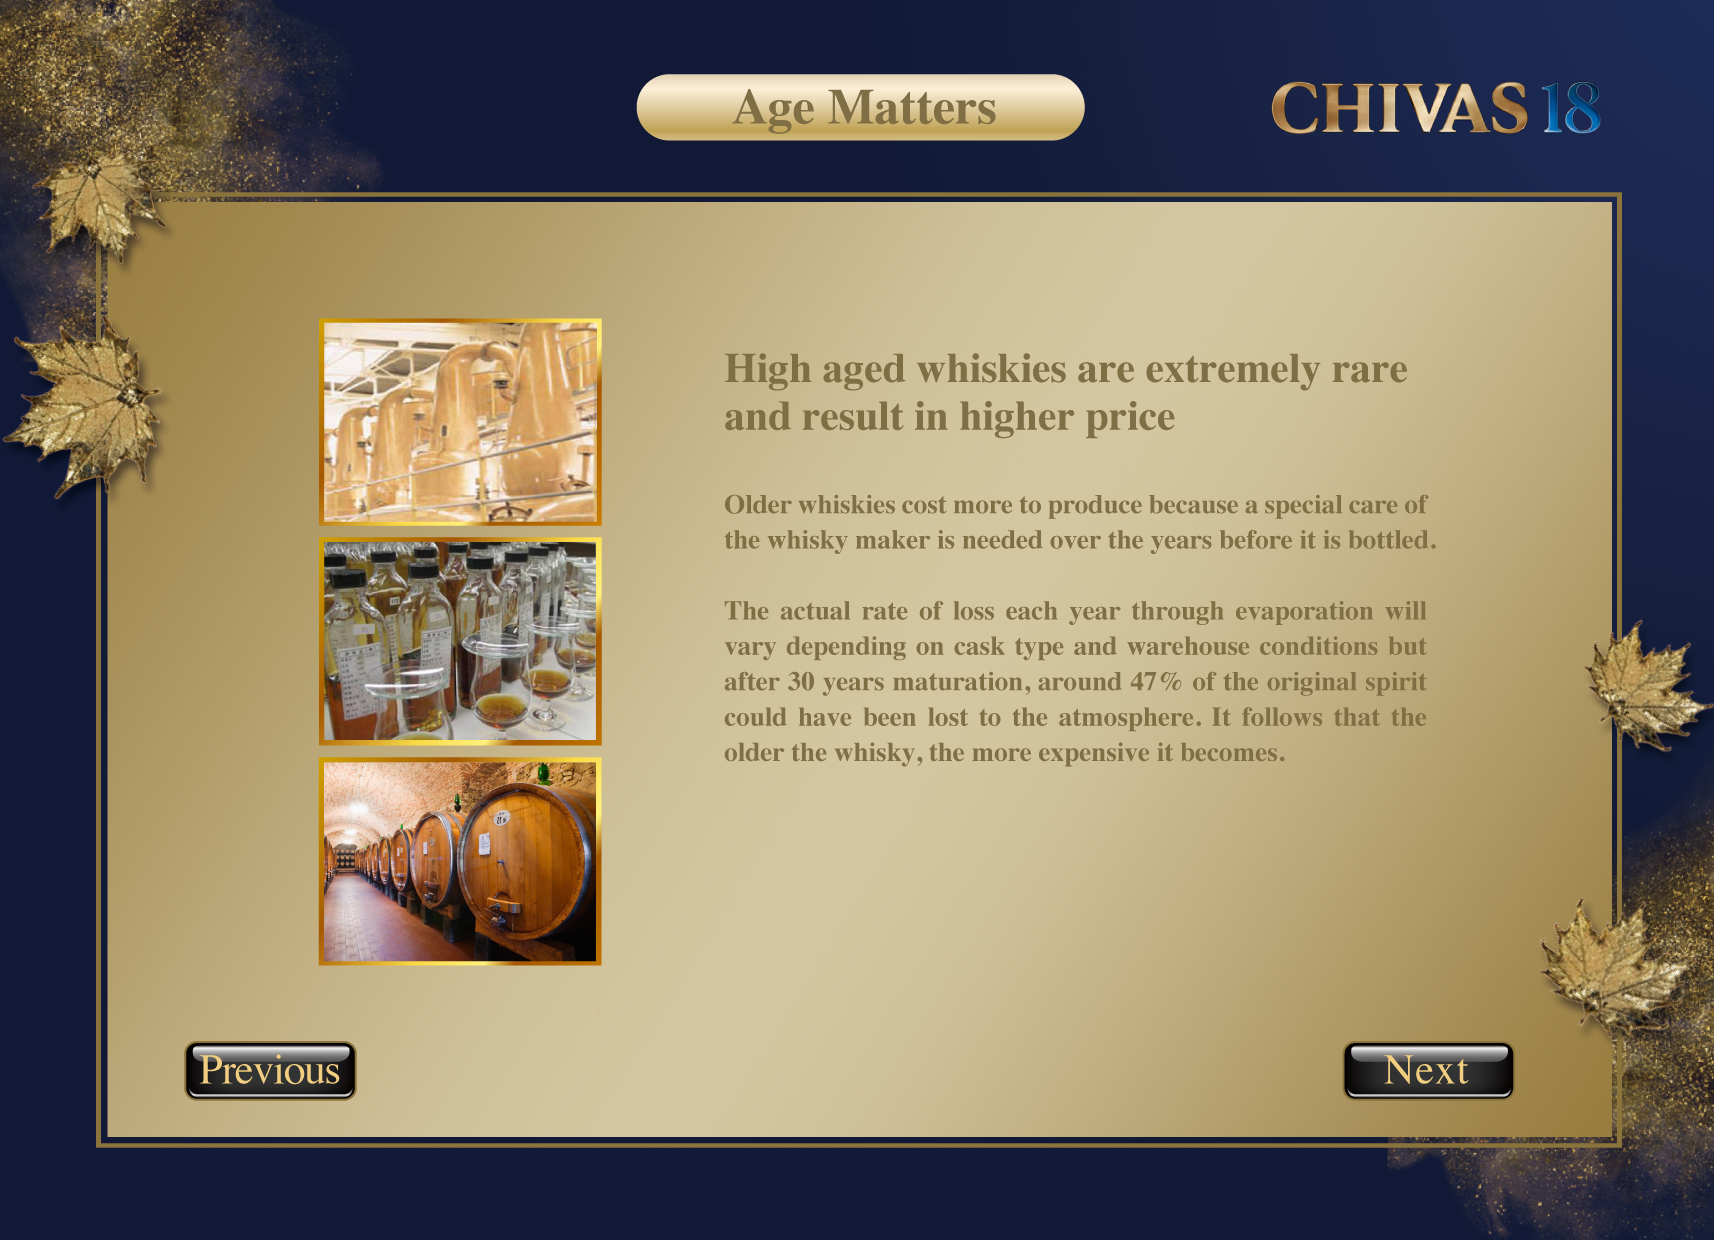 Age Matters
CHIVAS 18
High aged whiskies are extremely rare
and result in higher price
Older whiskies cost more to produce because a special care of
the whisky maker is needed over the years before it is bottled.
The actual rate of loss each year through evaporation will
vary depending on cask type and warehouse conditions but
after 30 years maturation, around 47% of the original spirit
could have been lost to the atmosphere. It follows that the
older the whisky, the more expensive it becomes.
Previous
Next